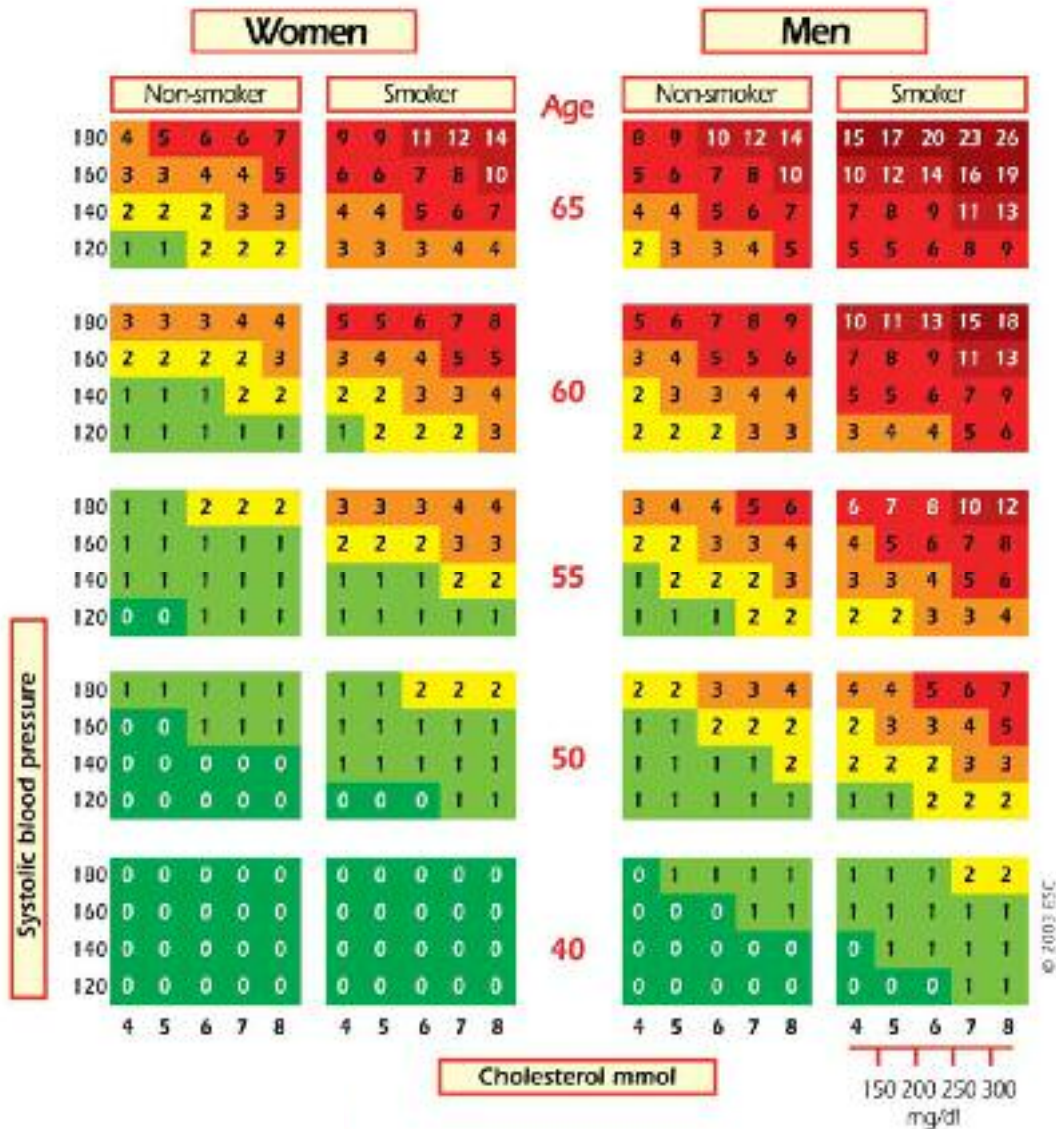 Women Men
Non-smoker Smoker Age Non-smoker Smoker
180 4 5 6 6 7 9 9 11 12 14 8 9 10 12 14 15 17 20 23 26
160 3 3 4 4 5 6 6 7 8 10 5 6 7 8 10 10 12 14 16 19
140 2 2 2 3 3 4 4 5 6 7 65 4 4 5 6 7 7 8 9 11 13
120 1 1 2 2 2 3 3 3 4 4 2 3 3 4 5 5 5 6 8 9
180 3 3 3 4 4 5 5 6 7 8 5 6 7 8 9 10 11 13 15 18
160 2 2 2 2 3 3 4 4 5 5 3 4 5 5 6 7 8 9 11 13
140 1 1 1 2 2 2 2 3 3 4 60 2 3 3 4 4 5 5 6 7 9
120 1 1 1 1 1 1 2 2 2 3 2 2 2 3 3 3 4 4 5 6
180 1 1 2 2 2 3 3 3 4 4 3 4 4 5 6 6 7 8 10 12
160 1 1 1 1 1 2 2 2 3 3 2 2 3 3 4 4 5 6 7 8
140 1 1 1 1 1 1 1 1 2 2 55 1 2 2 2 3 3 3 4 5 6
120 0 0 1 1 1 1 1 1 1 1 1 1 1 2 2 2 2 3 3 4
180 1 1 1 1 1 1 1 2 2 2 2 2 3 3 4 4 4 5 6 7
160 0 0 1 1 1 1 1 1 1 1 1 1 2 2 2 2 3 3 4 5
140 0 0 0 0 0 1 1 1 1 1 50 1 1 1 1 2 2 2 2 3 3
120 0 0 0 0 0 0 0 0 1 1 1 1 1 1 1 1 1 2 2 2
Systolic blood pressure
180 0 0 0 0 0 0 0 0 0 0 0 1 1 1 1 1 1 1 2 2
160 0 0 0 0 0 0 0 0 0 0 0 0 0 1 1 1 1 1 1 1
140 0 0 0 0 0 0 0 0 0 0 40 0 0 0 0 0 0 1 1 1 1
120 0 0 0 0 0 0 0 0 0 0 0 0 0 0 0 0 0 0 1 1
4 5 6 7 8 4 5 6 7 8 4 5 6 7 8 4 5 6 7 8
© 2003 ESC
Cholesterol mmol
150 200 250 300
mg/dl